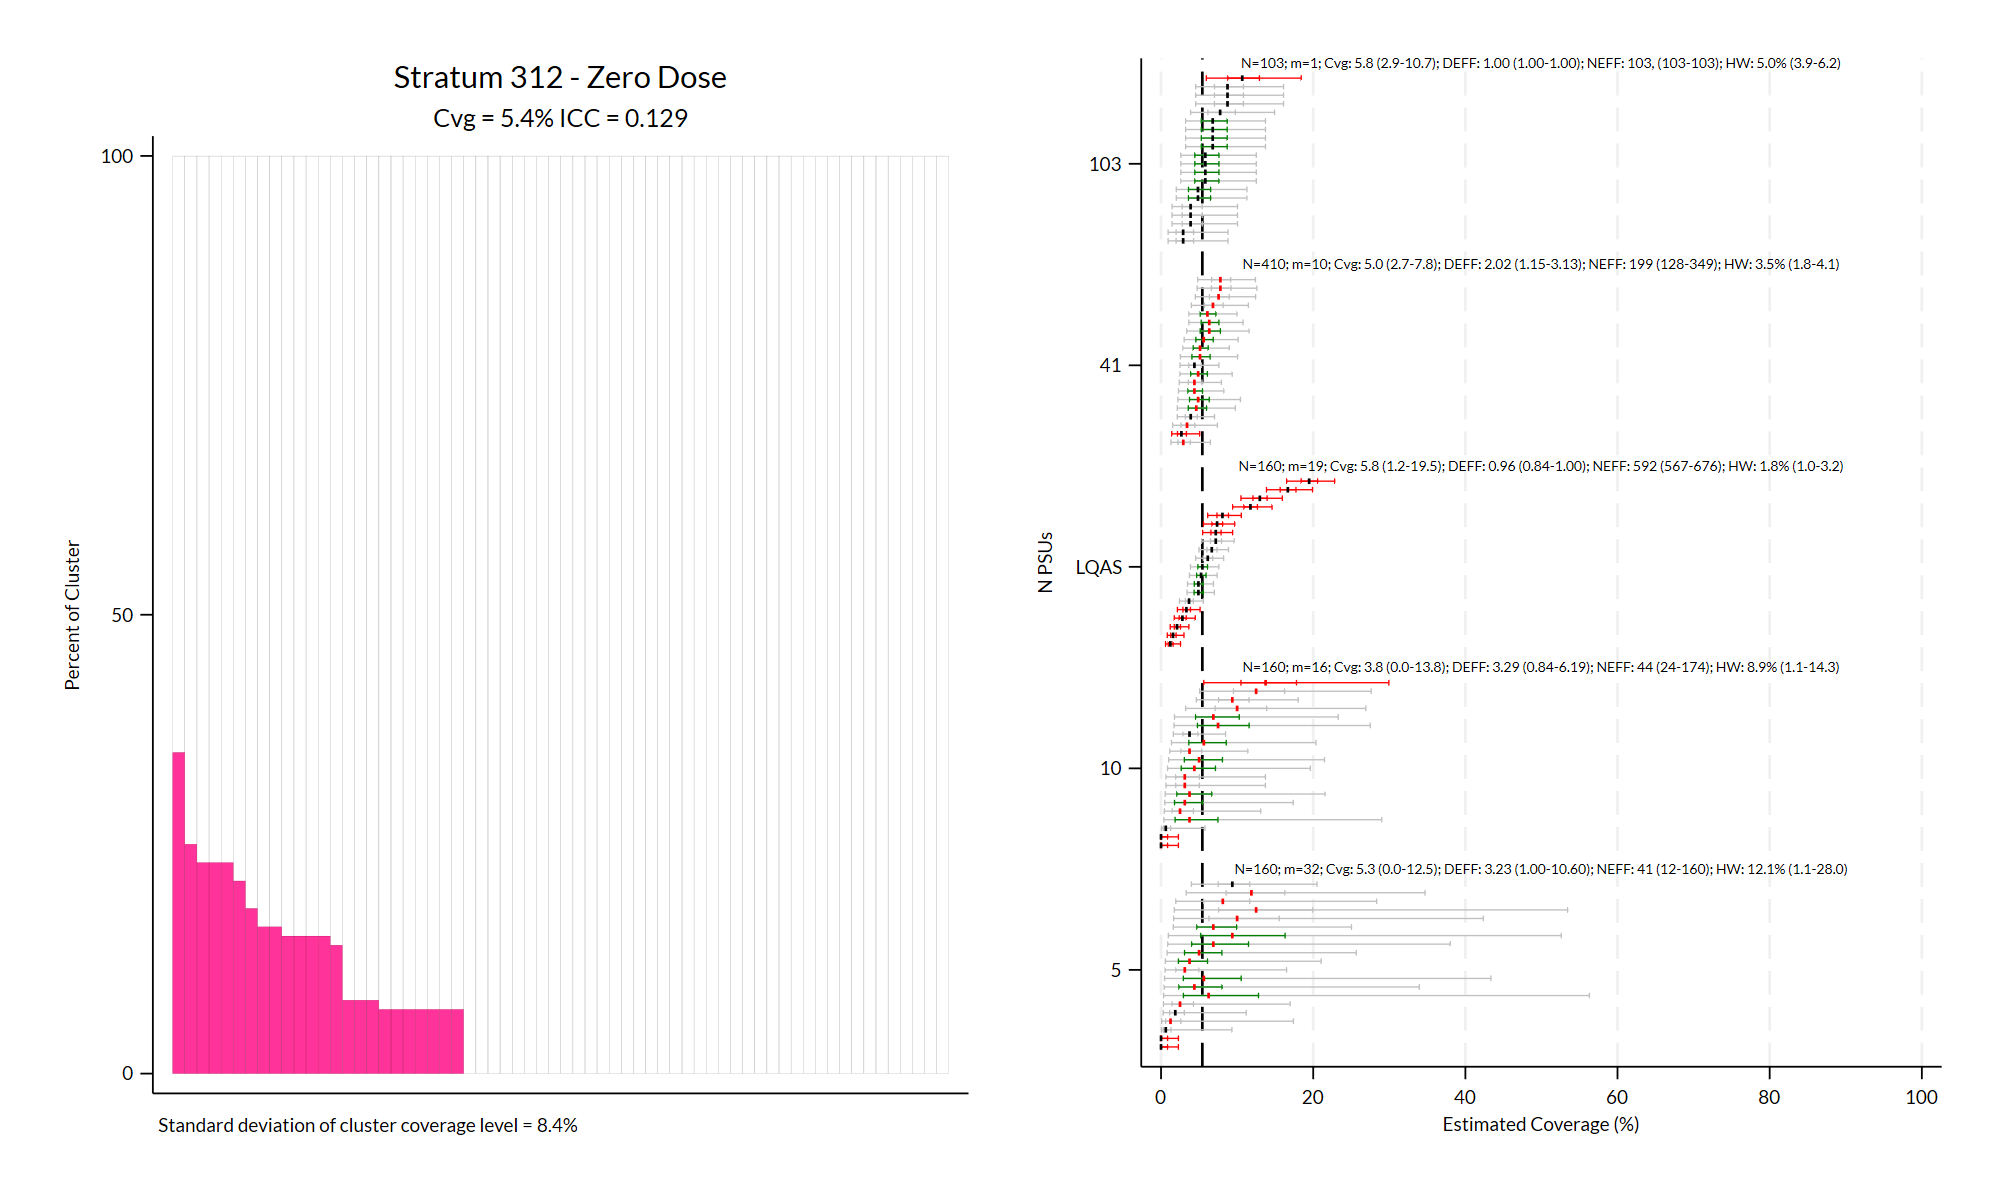 Stratum 312 - Zero Dose
Cvg = 5.4% ICC = 0.129
Percent of Cluster
100
50
0
Standard deviation of cluster coverage level = 8.4%
N PSUs
N=103; m=1; Cvg: 5.8 (2.9-10.7); DEFF: 1.00 (1.00-1.00); NEFF: 103, (103-103); HW: 5.0% (3.9-6.2)
103
N=410; m=10; Cvg: 5.0 (2.7-7.8); DEFF: 2.02 (1.15-3.13); NEFF: 199 (128-349); HW: 3.5% (1.8-4.1)
41
N=160; m=19; Cvg: 5.8 (1.2-19.5); DEFF: 0.96 (0.84-1.00); NEFF: 592 (567-676); HW: 1.8% (1.0-3.2)
LQAS
N=160; m=16; Cvg: 3.8 (0.0-13.8); DEFF: 3.29 (0.84-6.19); NEFF: 44 (24-174); HW: 8.9% (1.1-14.3)
10
N=160; m=32; Cvg: 5.3 (0.0-12.5); DEFF: 3.23 (1.00-10.60); NEFF: 41 (12-160); HW: 12.1% (1.1-28.0)
5
0 20 40 60 80 100
Estimated Coverage (%)